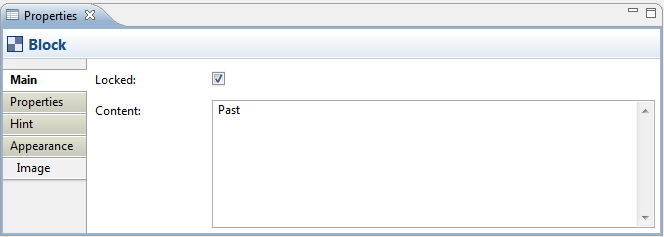 Properties
Block
Main
Locked:
Properties
Content:
Past
Hint
Appearance
Image